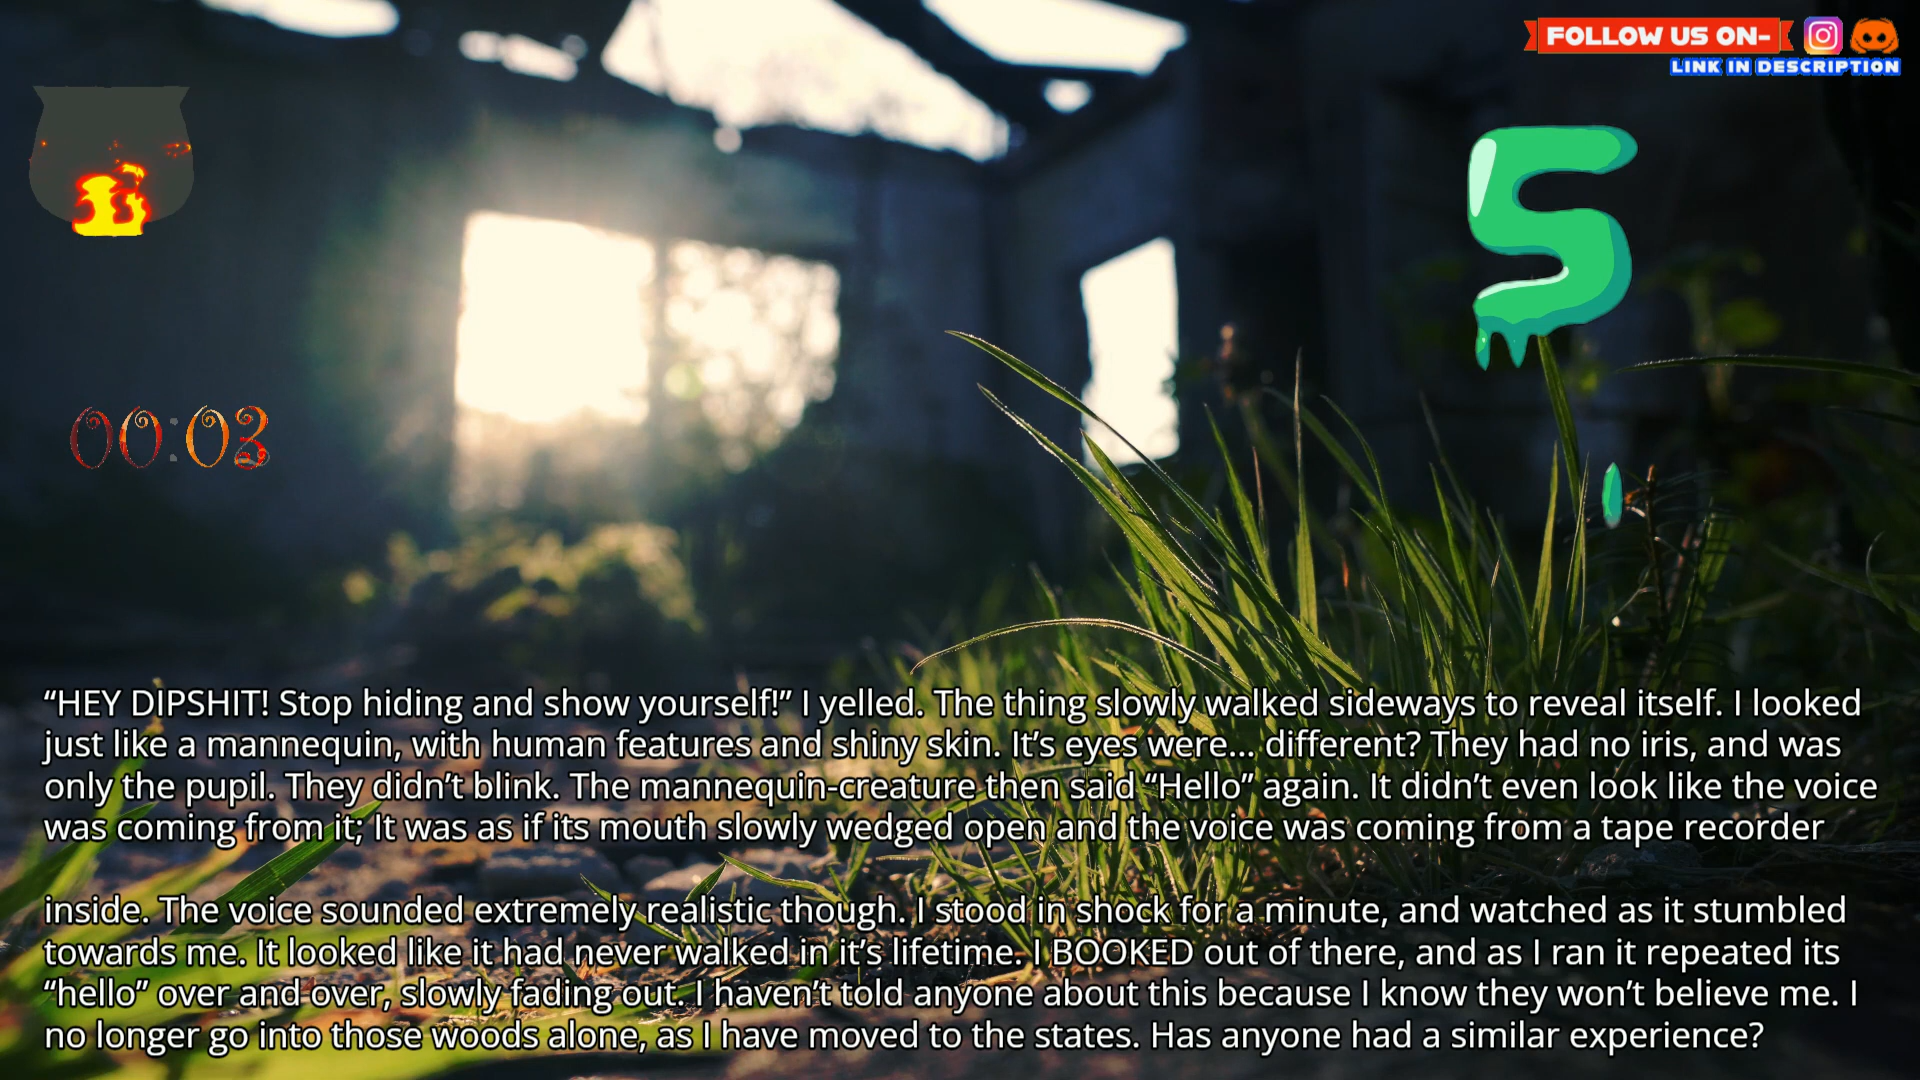 FOLLOW US ON-
LINK IN DESCRIPTION
5
00:03
“HEY DIPSHIT! Stop hiding and show yourself!” I yelled. The thing slowly walked sideways to reveal itself. I looked
just like a mannequin, with human features and shiny skin. It’s eyes were... different? They had no iris, and was
only the pupil. They didn’t blink. The mannequin-creature then said “Hello” again. It didn’t even look like the voice
was coming from it; It was as if its mouth slowly wedged open and the voice was coming from a tape recorder
inside. The voice sounded extremely realistic though. I stood in shock for a minute, and watched as it stumbled
towards me. It looked like it had never walked in it’s lifetime. I BOOKED out of there, and as I ran it repeated its
“hello” over and over, slowly fading out. I haven’t told anyone about this because I know they won’t believe me. I
no longer go into those woods alone, as I have moved to the states. Has anyone had a similar experience?